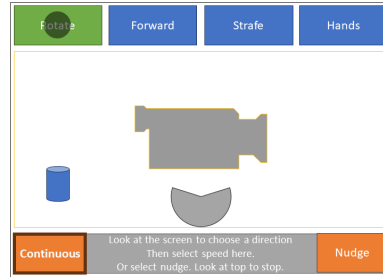 Rotate
Forward
Strafe
Hands
Look at the screen to choose a direction
Then select speed here.
Or select nudge. Look at top to stop.
Continuous
Nudge